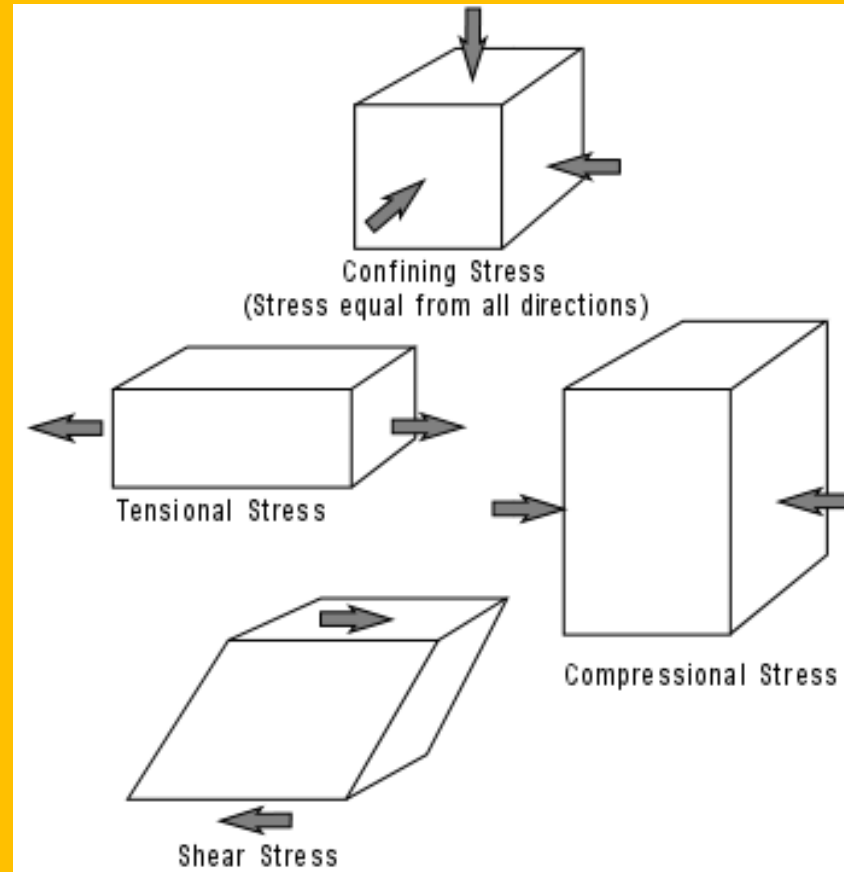 Confining Stress
(Stress equal from all directions)
Tensional Stress
Compressional Stress
Shear Stress